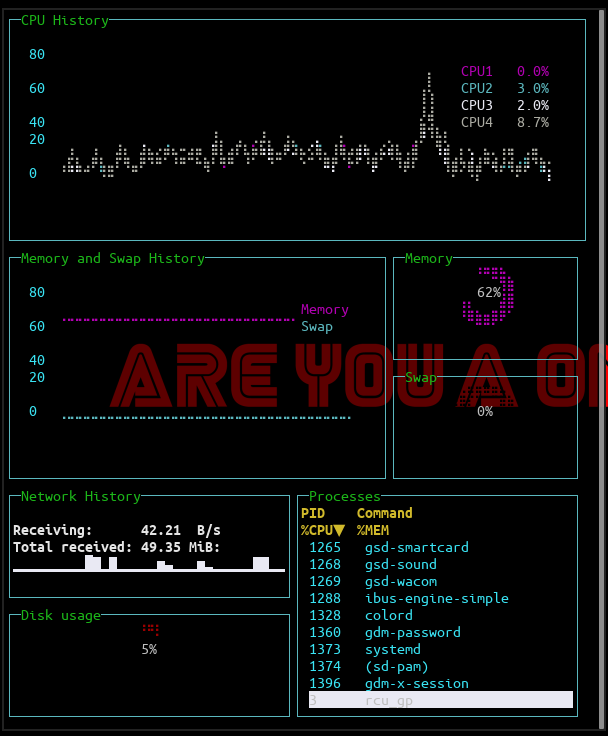 CPU History
80
60
40
20
0
CPU1 0.0%
CPU2 3.0%
CPU3 2.0%
CPU4 8.7%
Memory and Swap History
80
60
40
20
0
Memory
Swap
Memory
62%
ARE YOU A
Swap
0%
Network History
Receiving: 42.21 B/s
Total received: 49.35 MiB:
Disk usage
5%
Processes
PID Command
%CPU▼ %MEM
1265 gsd-smartcard
1268 gsd-sound
1269 gsd-wacom
1288 ibus-engine-simple
1328 colord
1360 gdm-password
1373 systemd
1374 (sd-pam)
1396 gdm-x-session
3 rcu_gp